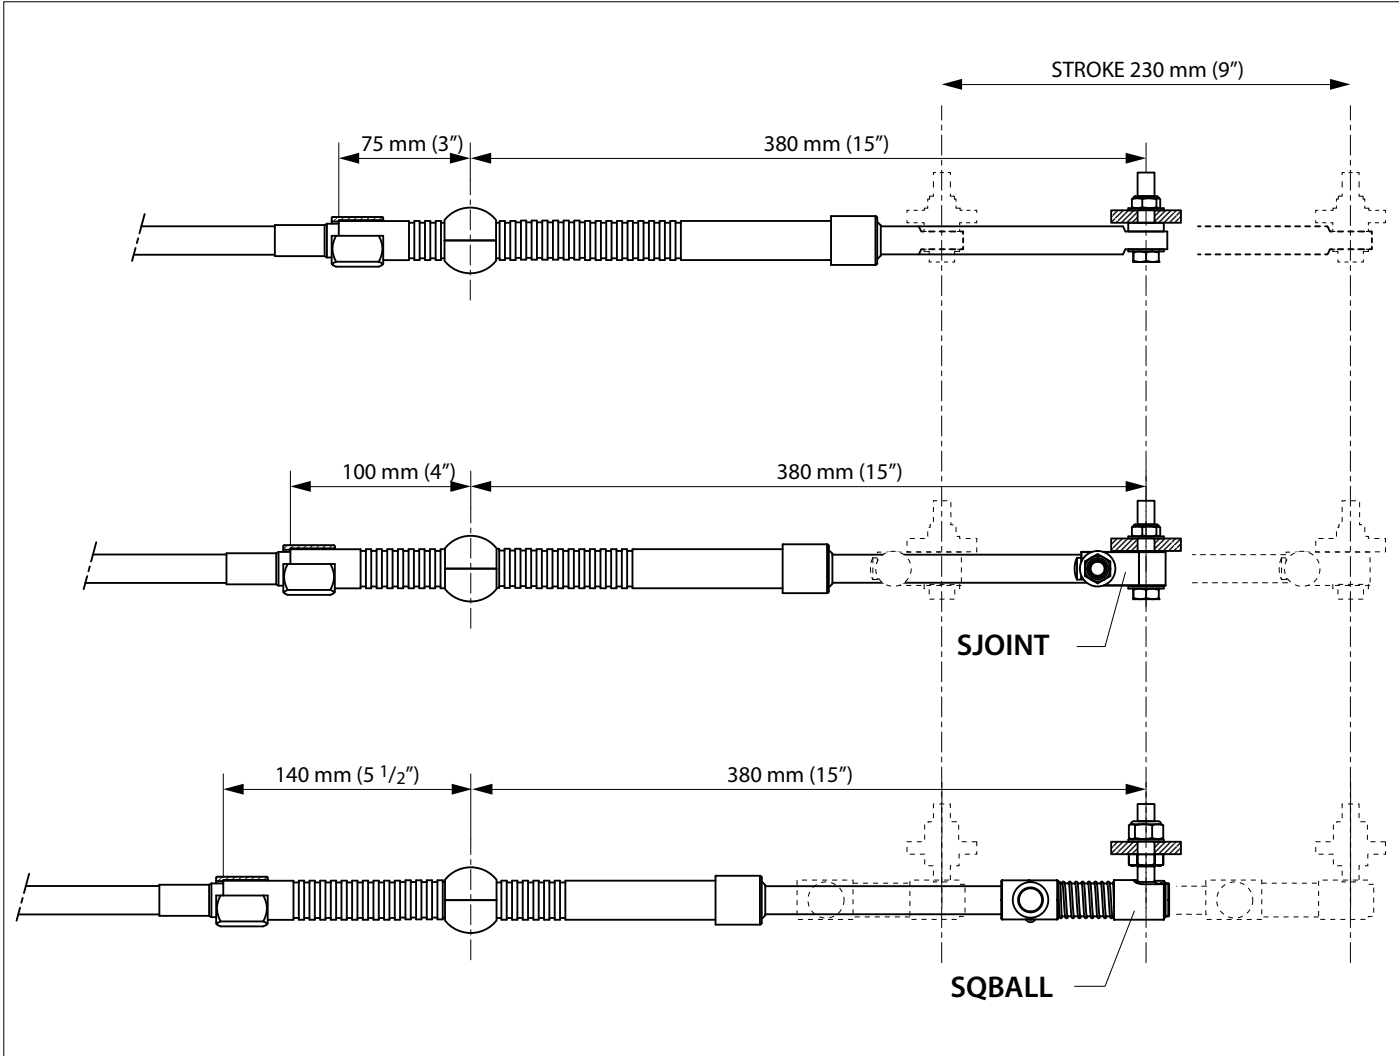 STROKE 230 mm (9”)
75 mm (3”)
380 mm (15”)
100 mm (4”)
380 mm (15”)
SJOINT
140 mm (5 1/2”)
380 mm (15”)
SQBALL